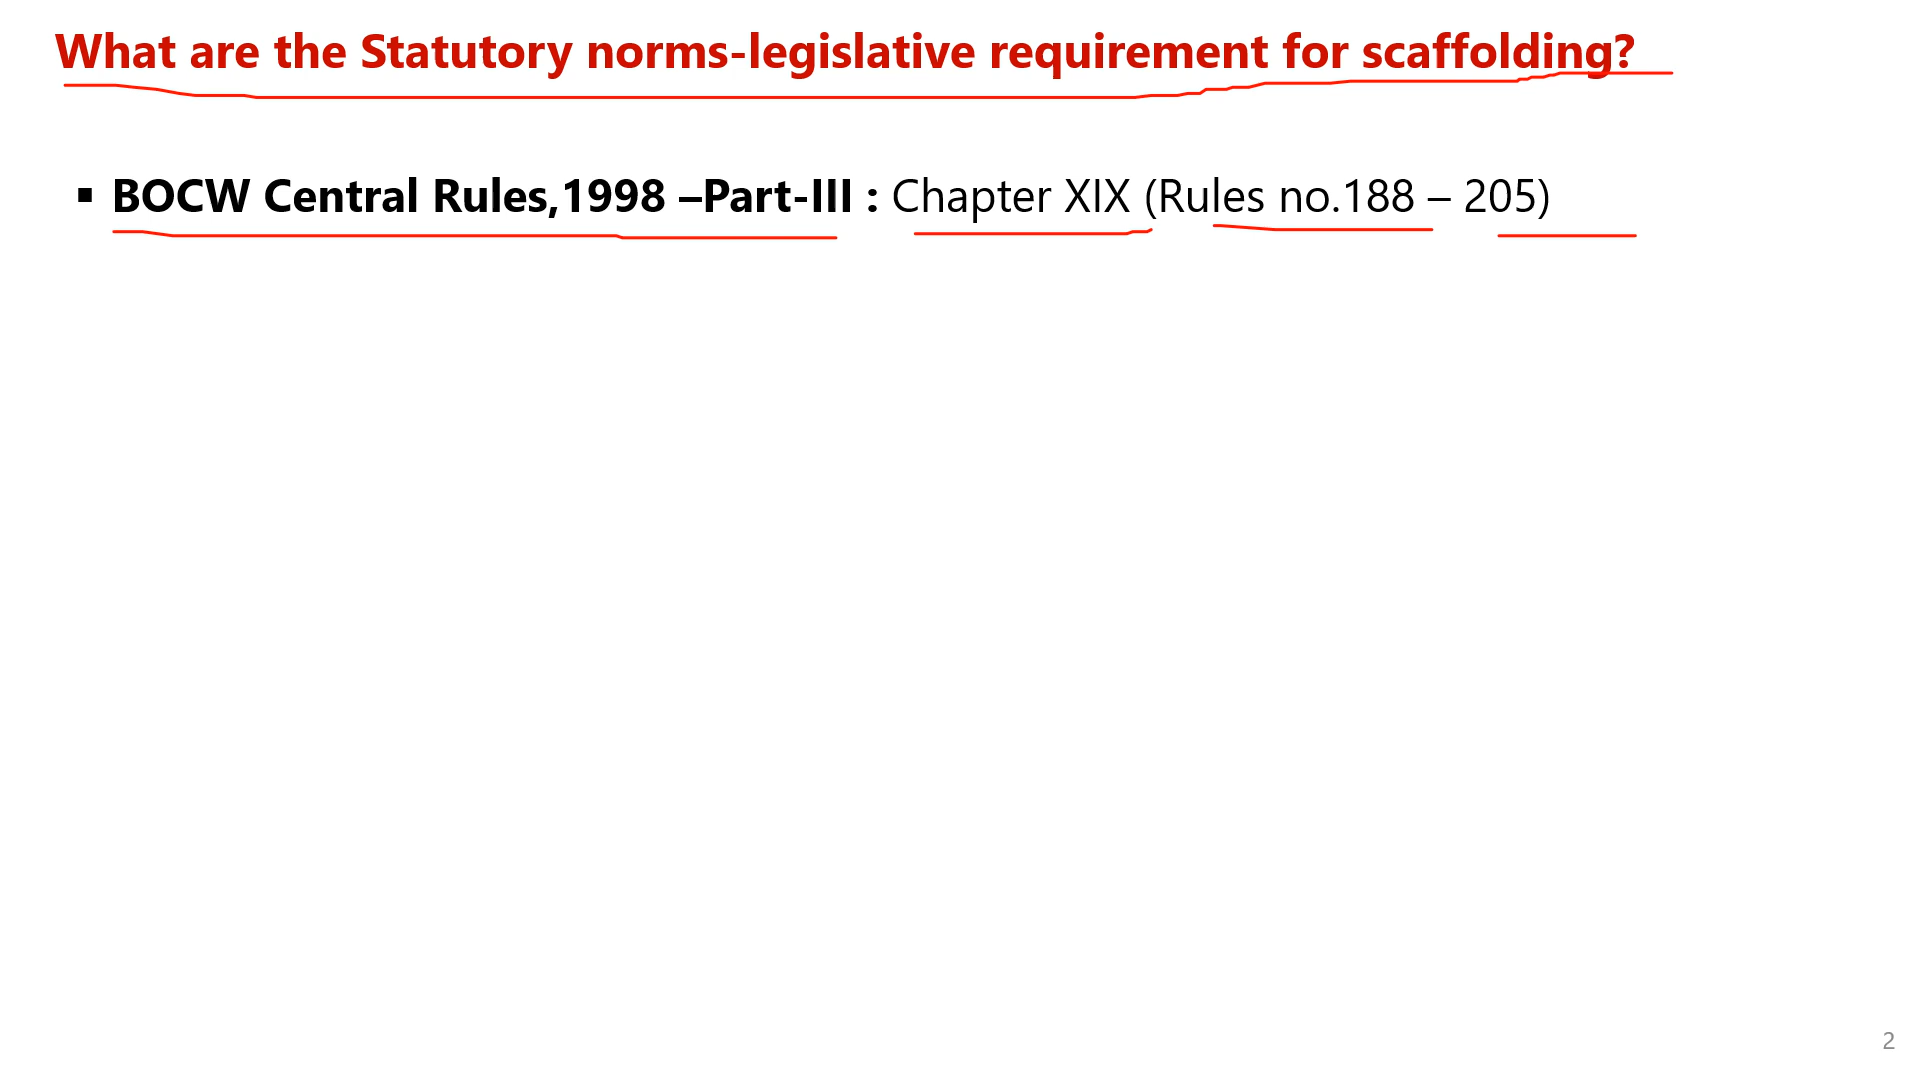 What are the Statutory norms-legislative requirement for scaffolding?
▪ BOCW Central Rules,1998 –Part-III : Chapter XIX (Rules no.188 – 205)
2